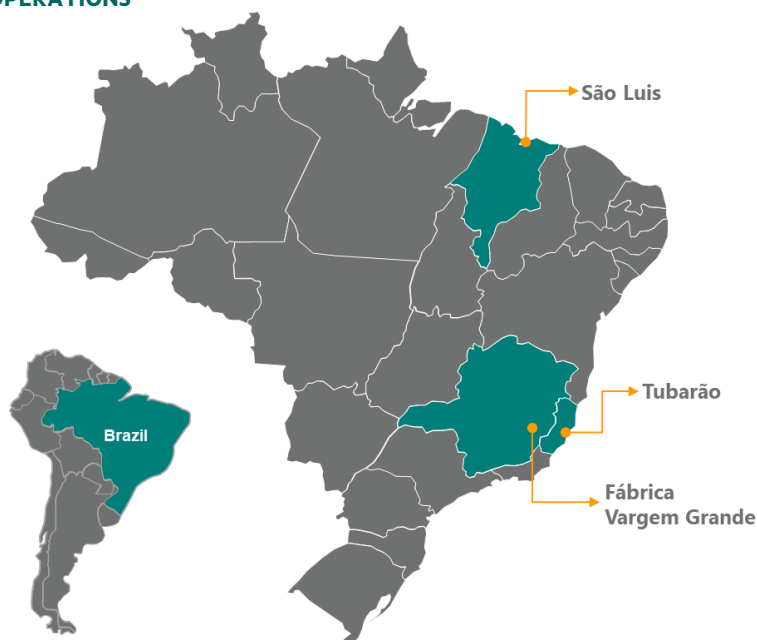 OPERATIONS
São Luis
Tubarão
Brazil
Fábrica
Vargem Grande